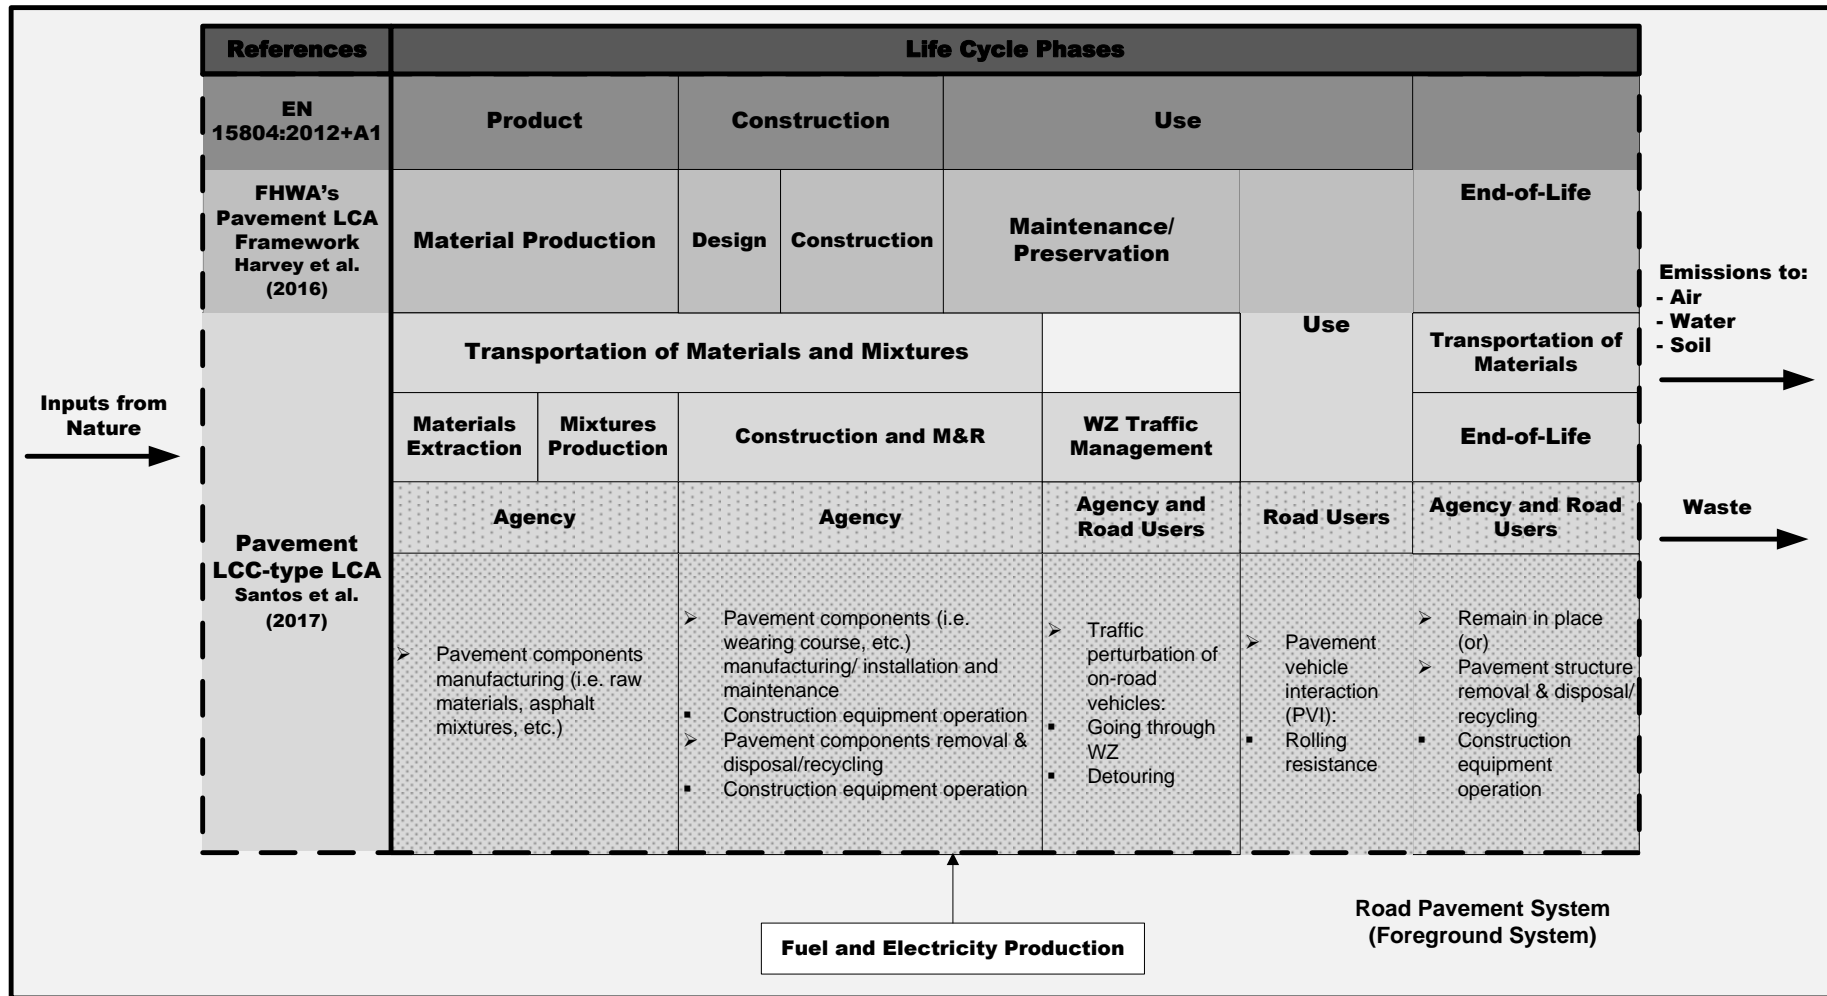 References
Life Cycle Phases
EN
15804:2012+A1
Product
Construction
Use
FHWA's
Pavement LCA
Framework
Harvey et al.
(2016)
Material Production
Design
Construction
Maintenance/
Preservation
Use
End-of-Life
Pavement
LCC-type LCA
Santos et al.
(2017)
Transportation of Materials and Mixtures
Transportation of
Materials
Materials
Extraction
Mixtures
Production
Construction and M&R
WZ Traffic
Management
End-of-Life
Agency
Agency
Agency and
Road Users
Road Users
Agency and Road
Users
➢ Pavement components
manufacturing (i.e. raw
materials, asphalt
mixtures, etc.)
➢ Pavement components (i.e.
wearing course, etc.)
manufacturing/ installation and
maintenance
▪ Construction equipment operation
➢ Pavement components removal &
disposal/recycling
▪ Construction equipment operation
➢ Traffic
perturbation of
on-road
vehicles:
▪ Going through
WZ
▪ Detouring
➢ Pavement
vehicle
interaction
(PVI):
▪ Rolling
resistance
➢ Remain in place
(or)
➢ Pavement structure
removal & disposal/
recycling
▪ Construction
equipment
operation
Inputs from
Nature
Emissions to:
- Air
- Water
- Soil
Waste
Fuel and Electricity Production
Road Pavement System
(Foreground System)